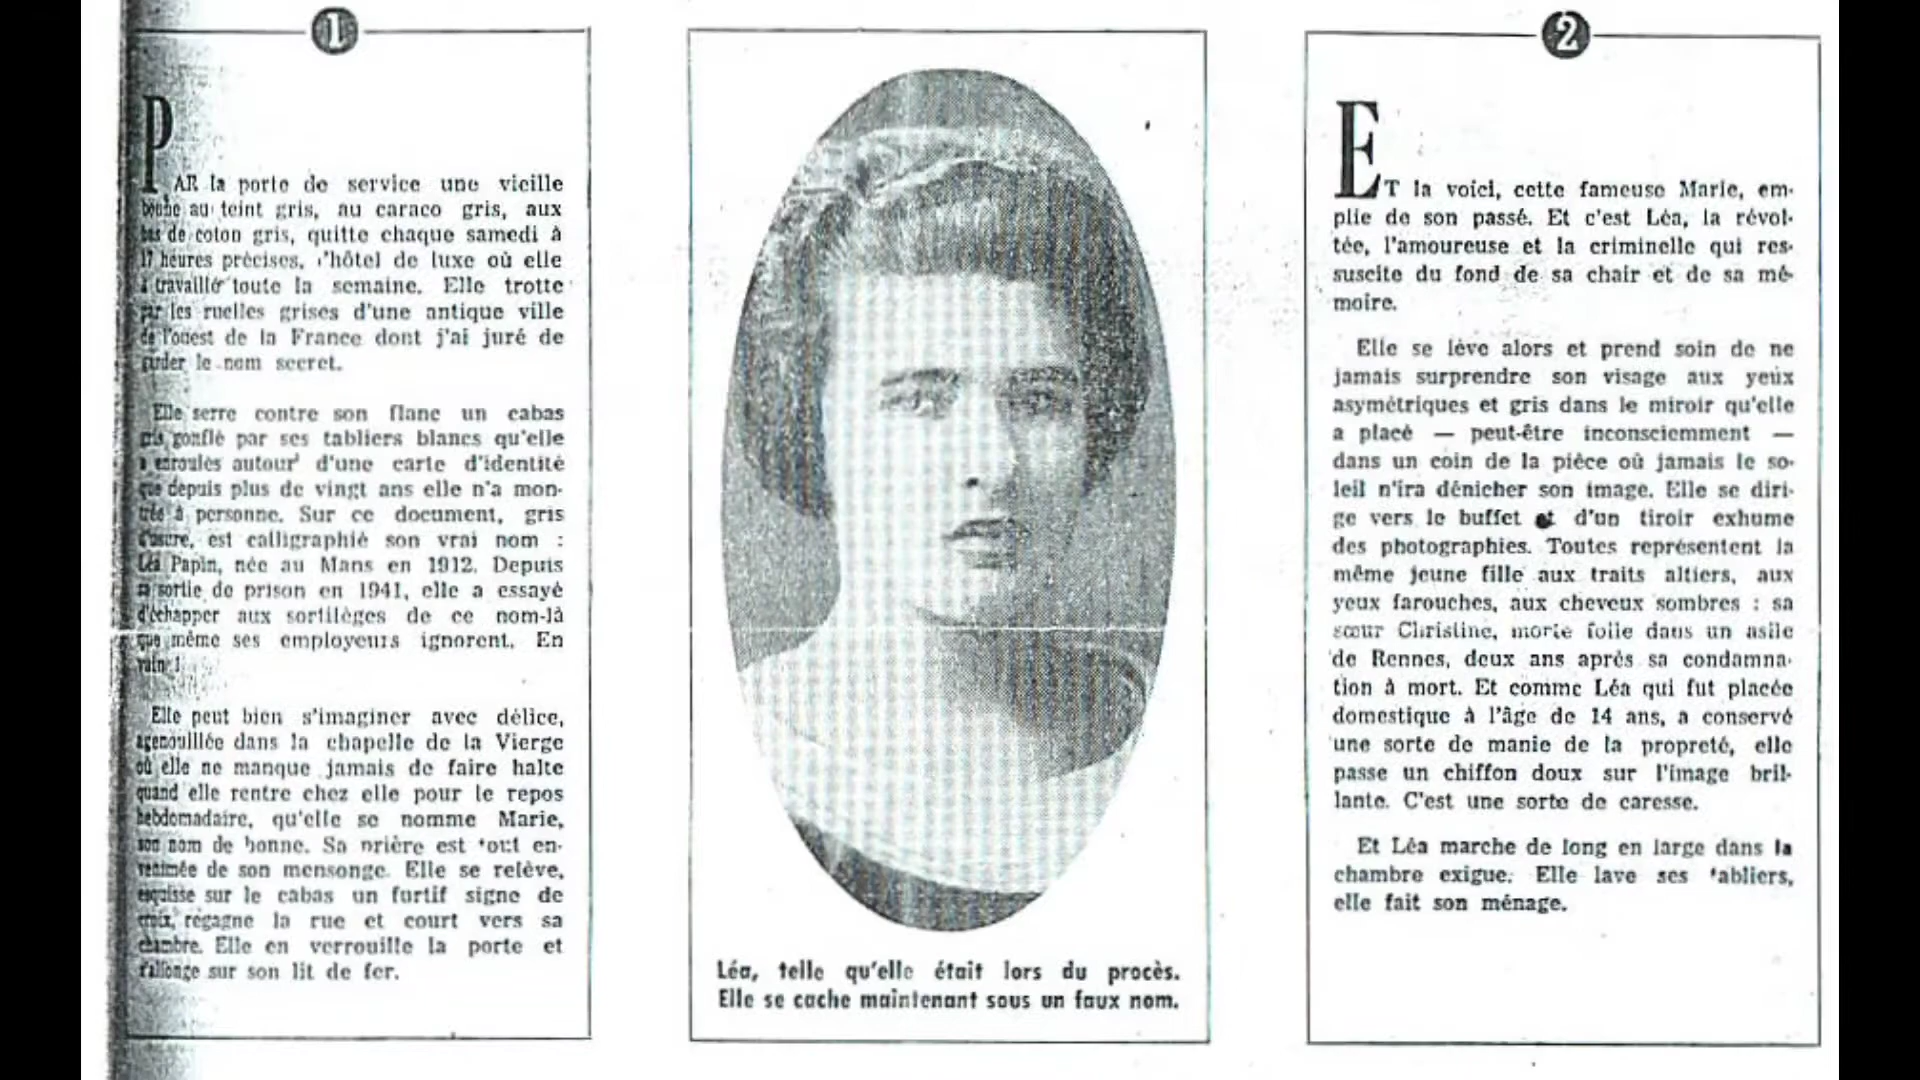 1
PAR la porte de service une vieille
bonne au teint gris, au caraco gris, aux
bas de coton gris, quitte chaque samedi à
17 heures précises, l'hôtel de luxe où elle
a travaillé toute la semaine. Elle trotte
par les ruelles grises d'une antique ville
de l'ouest de la France dont j'ai juré de
garder le nom secret.
Elle serre contre son flanc un cabas
gris gonflé par ses tabliers blancs qu'elle
a enroulés autour d'une carte d'identité
que depuis plus de vingt ans elle n'a mon-
trée à personne. Sur ce document, gris
d'usure, est calligraphié son vrai nom :
Léa Papin, née au Mans en 1912. Depuis
sa sortie de prison en 1941, elle a essayé
d'échapper aux sortilèges de ce nom-là
que même ses employeurs ignorent. En
vain !
Elle peut bien s'imaginer avec délice,
agenouillée dans la chapelle de la Vierge
où elle ne manque jamais de faire halte
quand elle rentre chez elle pour le repos
hebdomadaire, qu'elle se nomme Marie,
son nom de bonne. Sa prière est tout en-
venimée de son mensonge. Elle se relève,
esquisse sur le cabas un furtif signe de
croix, regagne la rue et court vers sa
chambre. Elle en verrouille la porte et
s'allonge sur son lit de fer.
Léa, telle qu'elle était lors du procès.
Elle se cache maintenant sous un faux nom.
2
ET la voici, cette fameuse Marie, em-
plie de son passé. Et c'est Léa, la révol-
tée, l'amoureuse et la criminelle qui res-
suscite du fond de sa chair et de sa mé-
moire.
Elle se lève alors et prend soin de ne
jamais surprendre son visage aux yeux
asymétriques et gris dans le miroir qu'elle
a placé — peut-être inconsciemment —
dans un coin de la pièce où jamais le so-
leil n'ira dénicher son image. Elle se diri-
ge vers le buffet et d'un tiroir exhume
des photographies. Toutes représentent la
même jeune fille aux traits altiers, aux
yeux farouches, aux cheveux sombres : sa
sœur Christine, morte folle dans un asile
de Rennes, deux ans après sa condamna-
tion à mort. Et comme Léa qui fut placée
domestique à l'âge de 14 ans, a conservé
une sorte de manie de la propreté, elle
passe un chiffon doux sur l'image bril-
lante. C'est une sorte de caresse.
Et Léa marche de long en large dans la
chambre exigue. Elle lave ses tabliers,
elle fait son ménage.